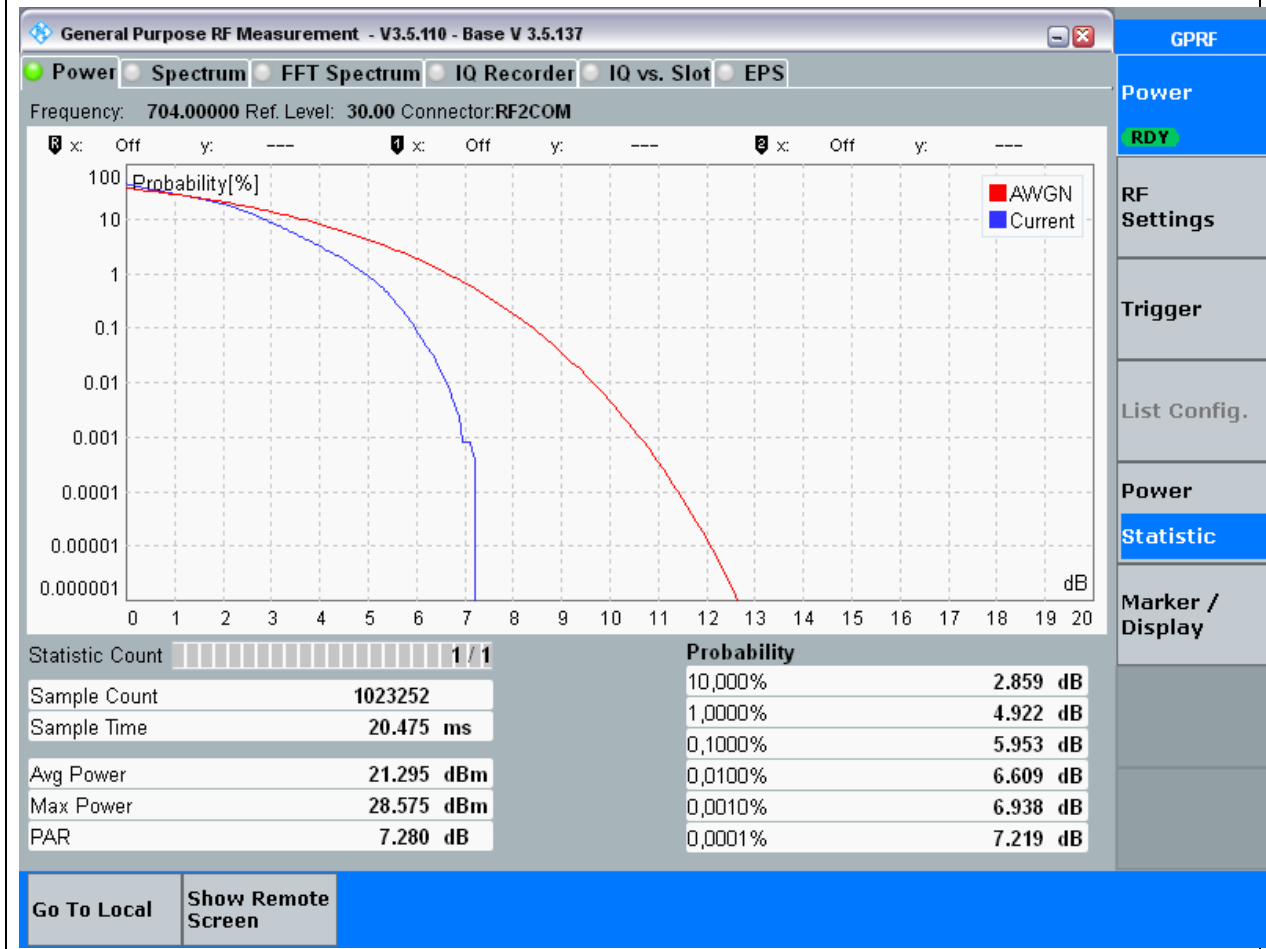 General Purpose RF Measurement - V3.5.110 - Base V 3.5.137
Power Spectrum FFT Spectrum IQ Recorder IQ vs. Slot EPS
Frequency: 704.00000 Ref. Level: 30.00 Connector:RF2COM
R x: Off y: --- 1 x: Off y: --- 2 x: Off y: ---
Probability[%]
AWGN
Current
100
10
1
0.1
0.01
0.001
0.0001
0.00001
0.000001
dB
0 1 2 3 4 5 6 7 8 9 10 11 12 13 14 15 16 17 18 19 20
Statistic Count 1 / 1
Sample Count 1023252
Sample Time 20.475 ms
Avg Power 21.295 dBm
Max Power 28.575 dBm
PAR 7.280 dB
Probability
10,000% 2.859 dB
1,0000% 4.922 dB
0,1000% 5.953 dB
0,0100% 6.609 dB
0,0010% 6.938 dB
0,0001% 7.219 dB
GPRF
Power
RDY
RF
Settings
Trigger
List Config.
Power
Statistic
Marker /
Display
Go To Local
Show Remote
Screen